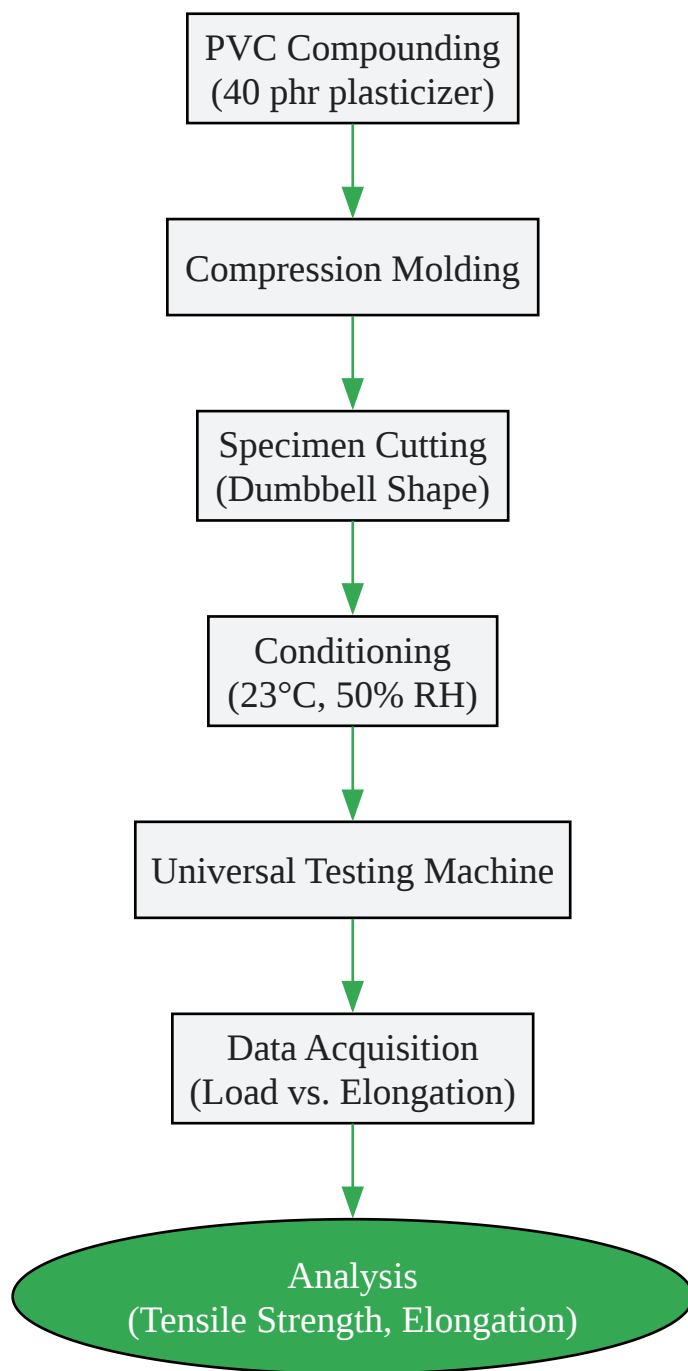 PVC Compounding
(40 phr plasticizer)
Compression Molding
Specimen Cutting
(Dumbbell Shape)
Conditioning
(23°C, 50% RH)
Universal Testing Machine
Data Acquisition
(Load vs. Elongation)
Analysis
(Tensile Strength, Elongation)